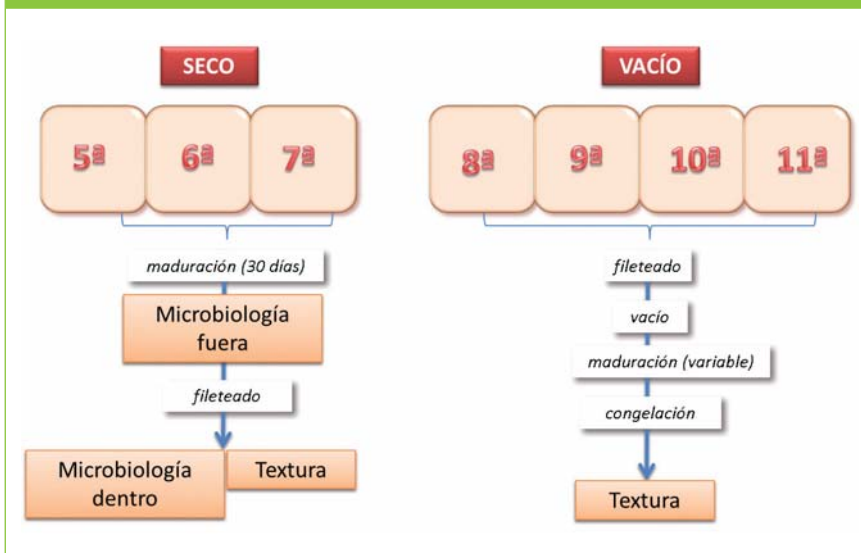 SECO
5ª 6ª 7ª
maduración (30 días)
Microbiología
fuera
fileteado
Microbiología
dentro
Textura
VACÍO
8ª 9ª 10ª 11ª
fileteado
vacío
maduración (variable)
congelación
Textura